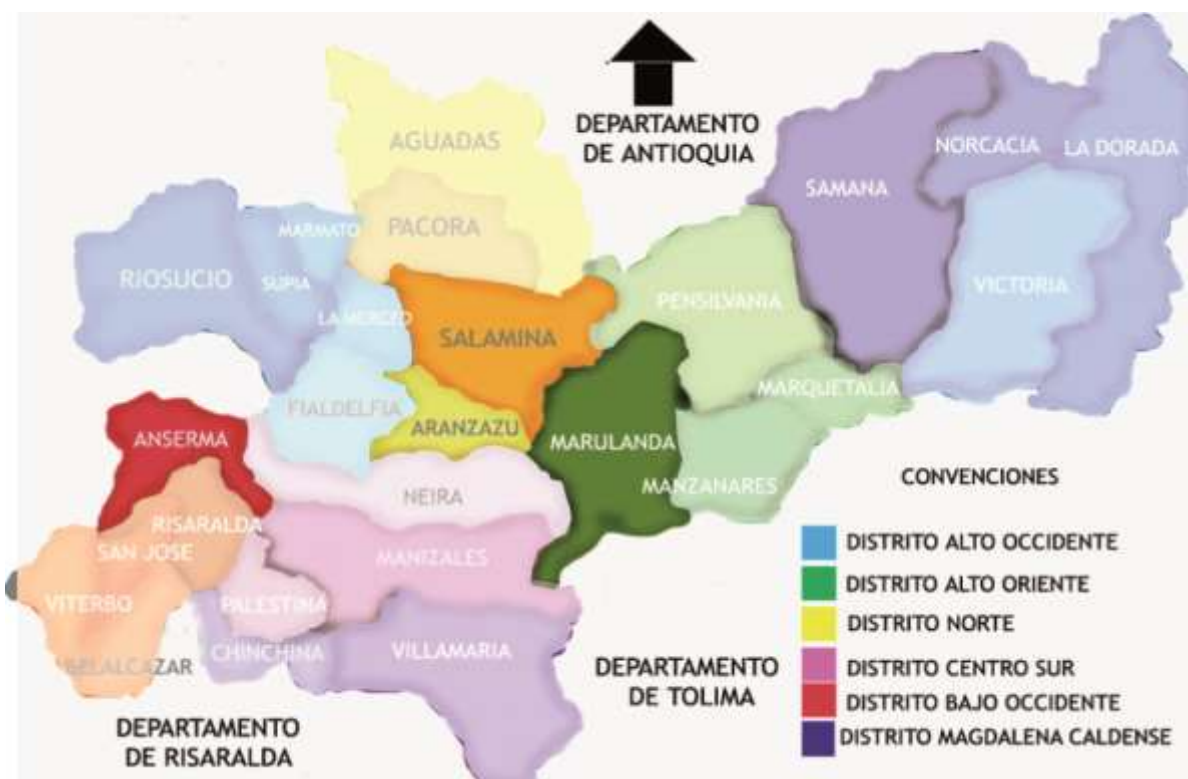 DEPARTAMENTO
DE ANTIOQUIA
AGUADAS
PACORA
MARMATO
RIOSUCIO
SUPIA
LA MERCED
SALAMINA
FIALDELFIA
ARANZAZU
ANSERMA
NEIRA
RISARALDA
SAN JOSE
MANIZALES
VITERBO
PALESTINA
BELALCAZAR
CHINCHINA
VILLAMARIA
SAMANA
NORCACIA
LA DORADA
VICTORIA
PENSILVANIA
MARQUETALIA
MARULANDA
MANZANARES
DEPARTAMENTO
DE TOLIMA
DEPARTAMENTO
DE RISARALDA
CONVENCIONES
DISTRITO ALTO OCCIDENTE
DISTRITO ALTO ORIENTE
DISTRITO NORTE
DISTRITO CENTRO SUR
DISTRITO BAJO OCCIDENTE
DISTRITO MAGDALENA CALDENSE